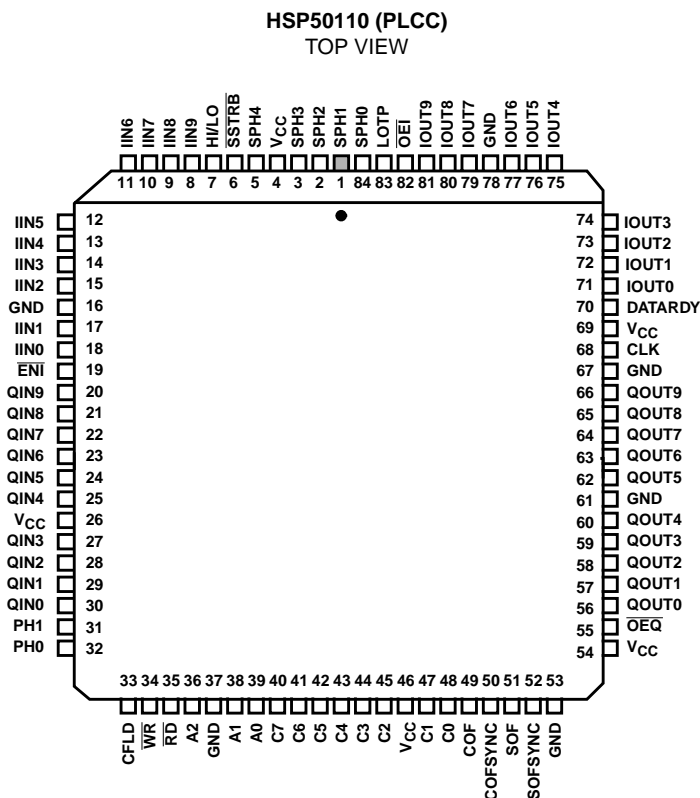 HSP50110 (PLCC)
TOP VIEW
IIN6 IIN7 IIN8 IIN9 HI/LO SSTRB SPH4 VCC SPH3 SPH2 SPH1 SPH0 LOTP OEI IOUT9 IOUT8 IOUT7 GND IOUT6 IOUT5 IOUT4
11 10 9 8 7 6 5 4 3 2 1 84 83 82 81 80 79 78 77 76 75
IIN5 12 74 IOUT3
IIN4 13 73 IOUT2
IIN3 14 72 IOUT1
IIN2 15 71 IOUT0
GND 16 70 DATARDY
IIN1 17 69 VCC
IIN0 18 68 CLK
ENI 19 67 GND
QIN9 20 66 QOUT9
QIN8 21 65 QOUT8
QIN7 22 64 QOUT7
QIN6 23 63 QOUT6
QIN5 24 62 QOUT5
QIN4 25 61 GND
VCC 26 60 QOUT4
QIN3 27 59 QOUT3
QIN2 28 58 QOUT2
QIN1 29 57 QOUT1
QIN0 30 56 QOUT0
PH1 31 55 OEQ
PH0 32 54 VCC
33 34 35 36 37 38 39 40 41 42 43 44 45 46 47 48 49 50 51 52 53
CFLD WR RD A2 GND A1 A0 C7 C6 C5 C4 C3 C2 VCC C1 C0 COF COFSYNC SOF SOFSYNC GND